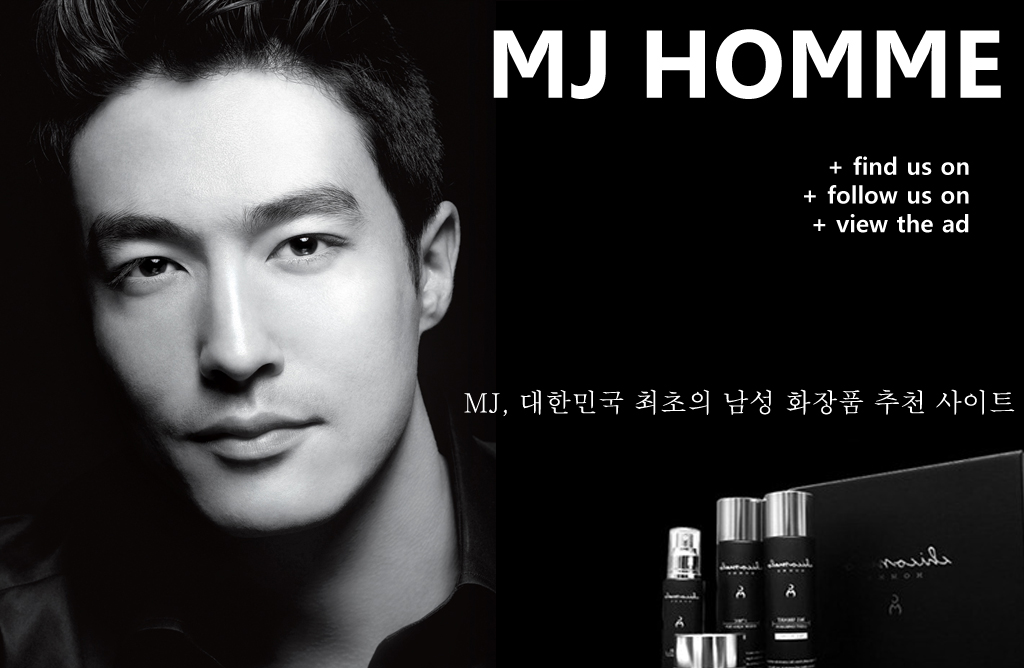 MJ HOMME
+ find us on
+ follow us on
+ view the ad
MJ, 대한민국 최초의 남성 화장품 추천 사이트
HOMME